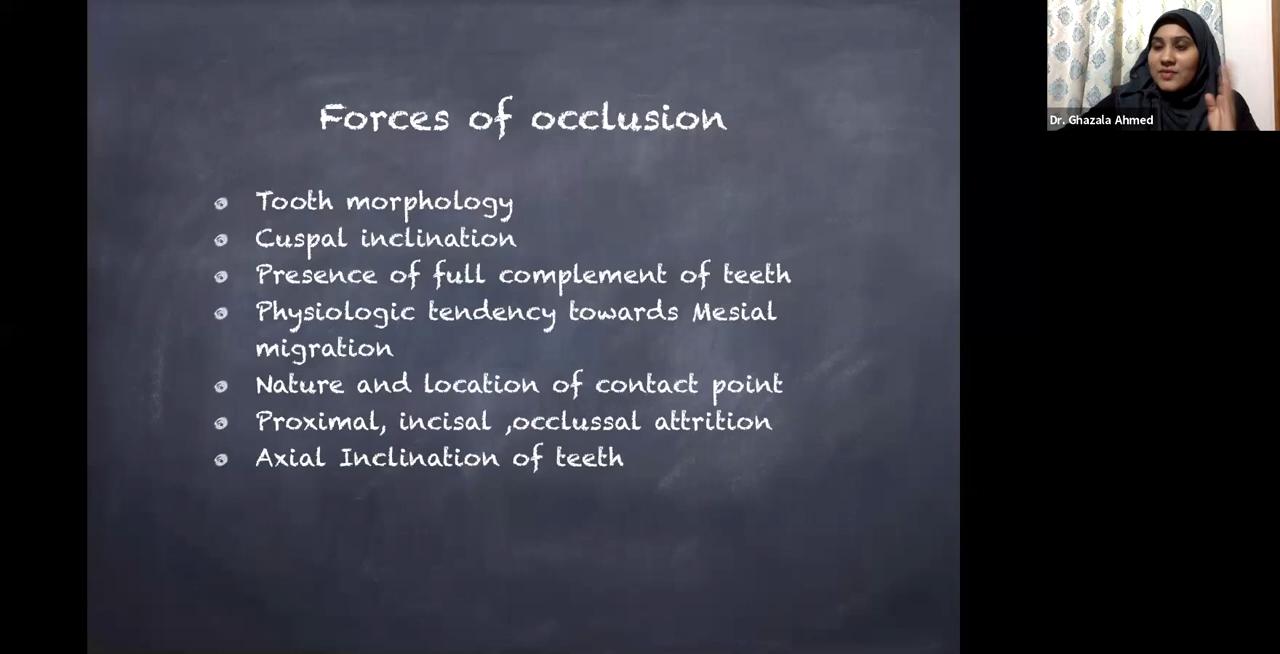 Forces of occlusion
Tooth morphology
Cuspal inclination
Presence of full complement of teeth
Physiologic tendency towards Mesial
migration
Nature and location of contact point
Proximal, incisal ,occlussal attrition
Axial Inclination of teeth
Dr. Ghazala Ahmed